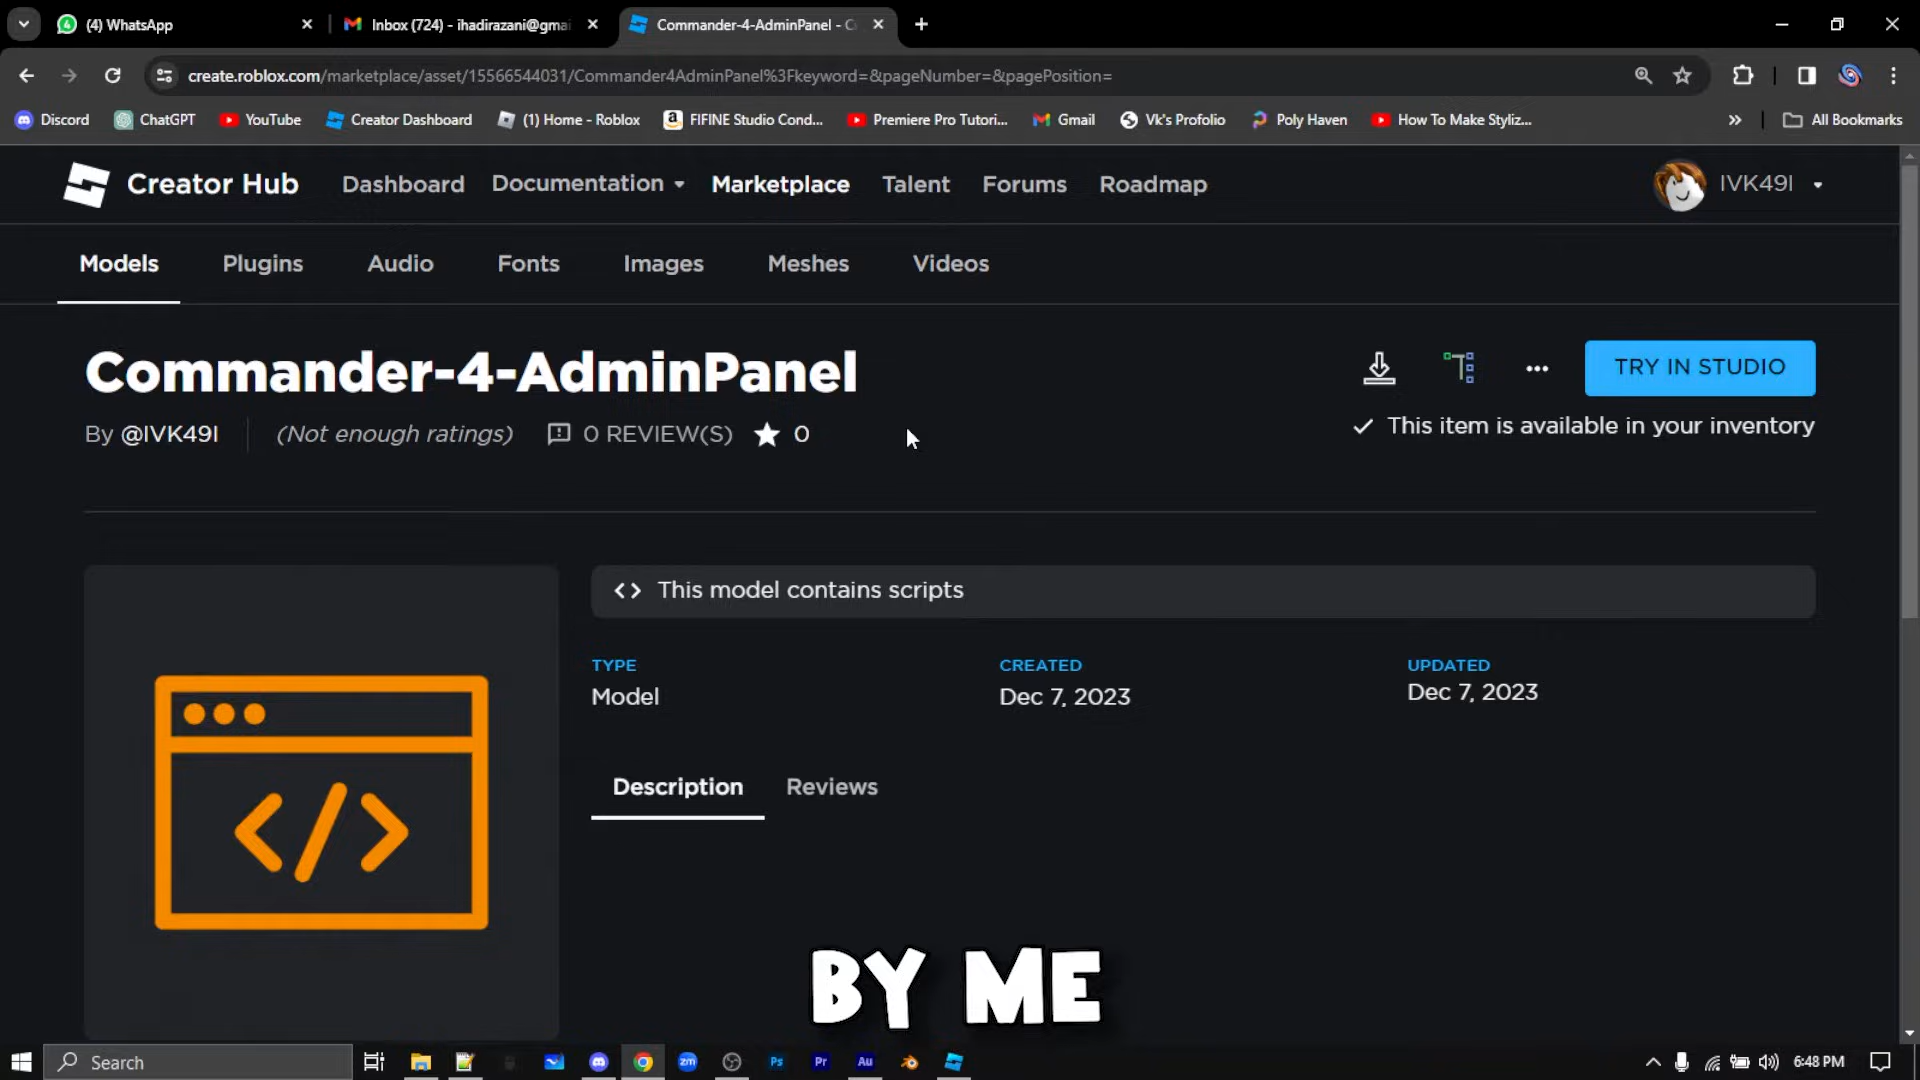 (4) WhatsApp
Inbox (724) - ihadirazani@gmai
Commander-4-AdminPanel - C
create.roblox.com/marketplace/asset/15566544031/Commander4AdminPanel%3Fkeyword=&pageNumber=&pagePosition=
Discord
ChatGPT
YouTube
Creator Dashboard
(1) Home - Roblox
FIFINE Studio Cond...
Premiere Pro Tutori...
Gmail
Vk's Profolio
Poly Haven
How To Make Styliz...
All Bookmarks
Creator Hub
Dashboard
Documentation
Marketplace
Talent
Forums
Roadmap
IVK49I
Models
Plugins
Audio
Fonts
Images
Meshes
Videos
Commander-4-AdminPanel
TRY IN STUDIO
By @IVK49I
(Not enough ratings)
0 REVIEW(S)
0
This item is available in your inventory
This model contains scripts
TYPE
Model
CREATED
Dec 7, 2023
UPDATED
Dec 7, 2023
Description
Reviews
BY ME
Search
zm
Ps
Pr
Au
6:48 PM